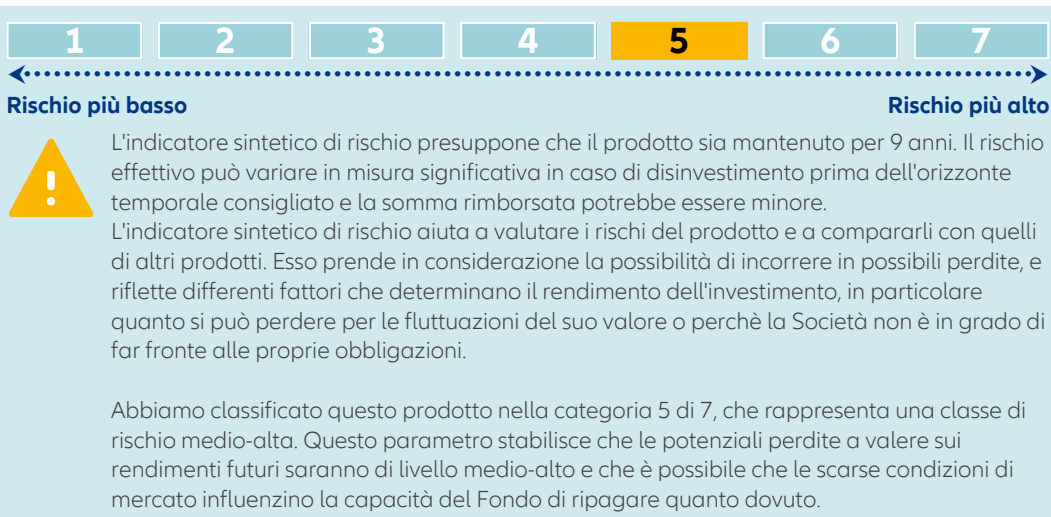 1 2 3 4 5 6 7
Rischio più basso Rischio più alto
L'indicatore sintetico di rischio presuppone che il prodotto sia mantenuto per 9 anni. Il rischio
effettivo può variare in misura significativa in caso di disinvestimento prima dell'orizzonte
temporale consigliato e la somma rimborsata potrebbe essere minore.
L'indicatore sintetico di rischio aiuta a valutare i rischi del prodotto e a compararli con quelli
di altri prodotti. Esso prende in considerazione la possibilità di incorrere in possibili perdite, e
riflette differenti fattori che determinano il rendimento dell'investimento, in particolare
quanto si può perdere per le fluttuazioni del suo valore o perchè la Società non è in grado di
far fronte alle proprie obbligazioni.
Abbiamo classificato questo prodotto nella categoria 5 di 7, che rappresenta una classe di
rischio medio-alta. Questo parametro stabilisce che le potenziali perdite a valere sui
rendimenti futuri saranno di livello medio-alto e che è possibile che le scarse condizioni di
mercato influenzino la capacità del Fondo di ripagare quanto dovuto.